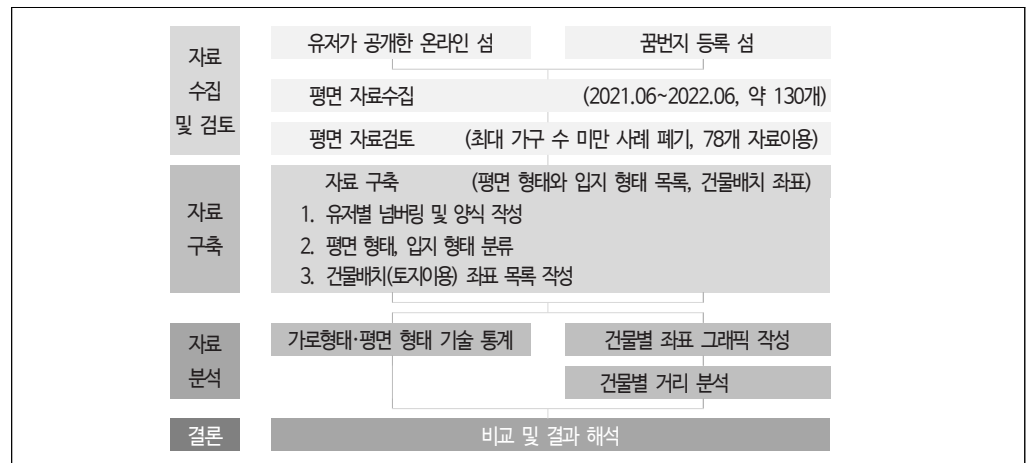 자료
수집
및 검토
유저가 공개한 온라인 섬
꿈번지 등록 섬
평면 자료수집 (2021.06~2022.06, 약 130개)
평면 자료검토 (최대 가구 수 미만 사례 폐기, 78개 자료이용)
자료
구축
자료 구축 (평면 형태와 입지 형태 목록, 건물배치 좌표)
1. 유저별 넘버링 및 양식 작성
2. 평면 형태, 입지 형태 분류
3. 건물배치(토지이용) 좌표 목록 작성
자료
분석
가로형태·평면 형태 기술 통계
건물별 좌표 그래픽 작성
건물별 거리 분석
결론
비교 및 결과 해석